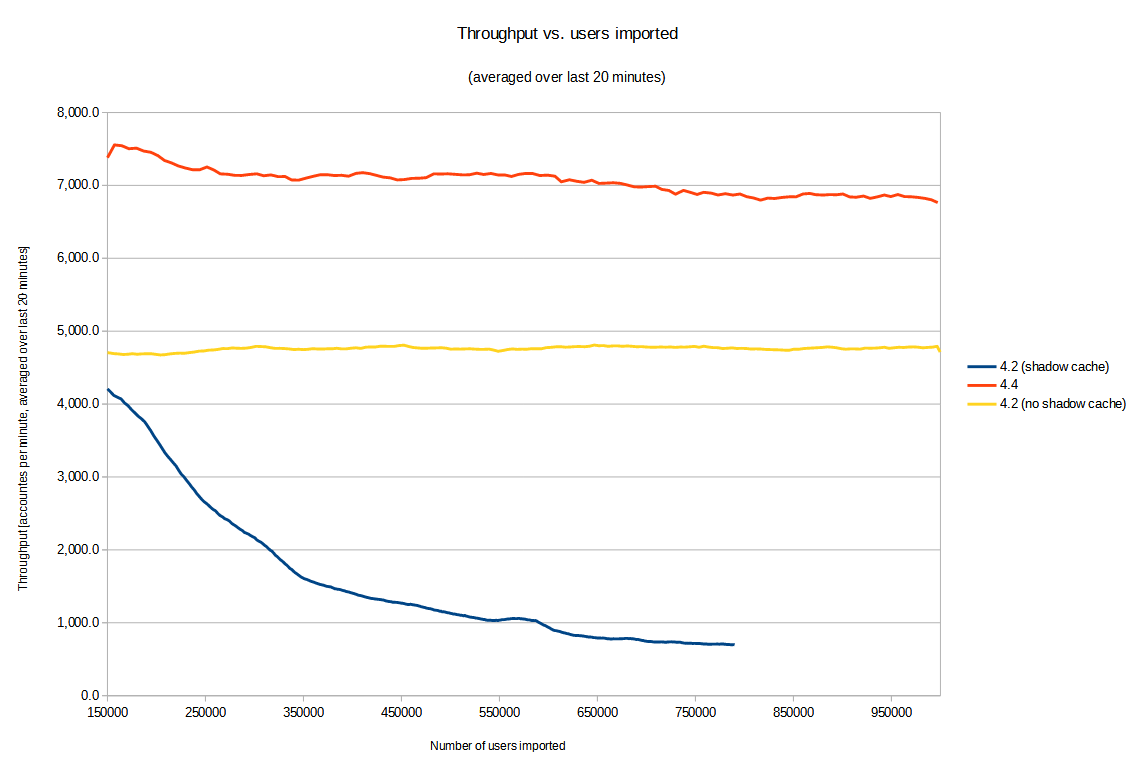 Throughput vs. users imported
(averaged over last 20 minutes)
Throughput [accountes per minute, averaged over last 20 minutes]
8,000.0
7,000.0
6,000.0
5,000.0
4,000.0
3,000.0
2,000.0
1,000.0
0.0
150000 250000 350000 450000 550000 650000 750000 850000 950000
Number of users imported
4.2 (shadow cache)
4.4
4.2 (no shadow cache)